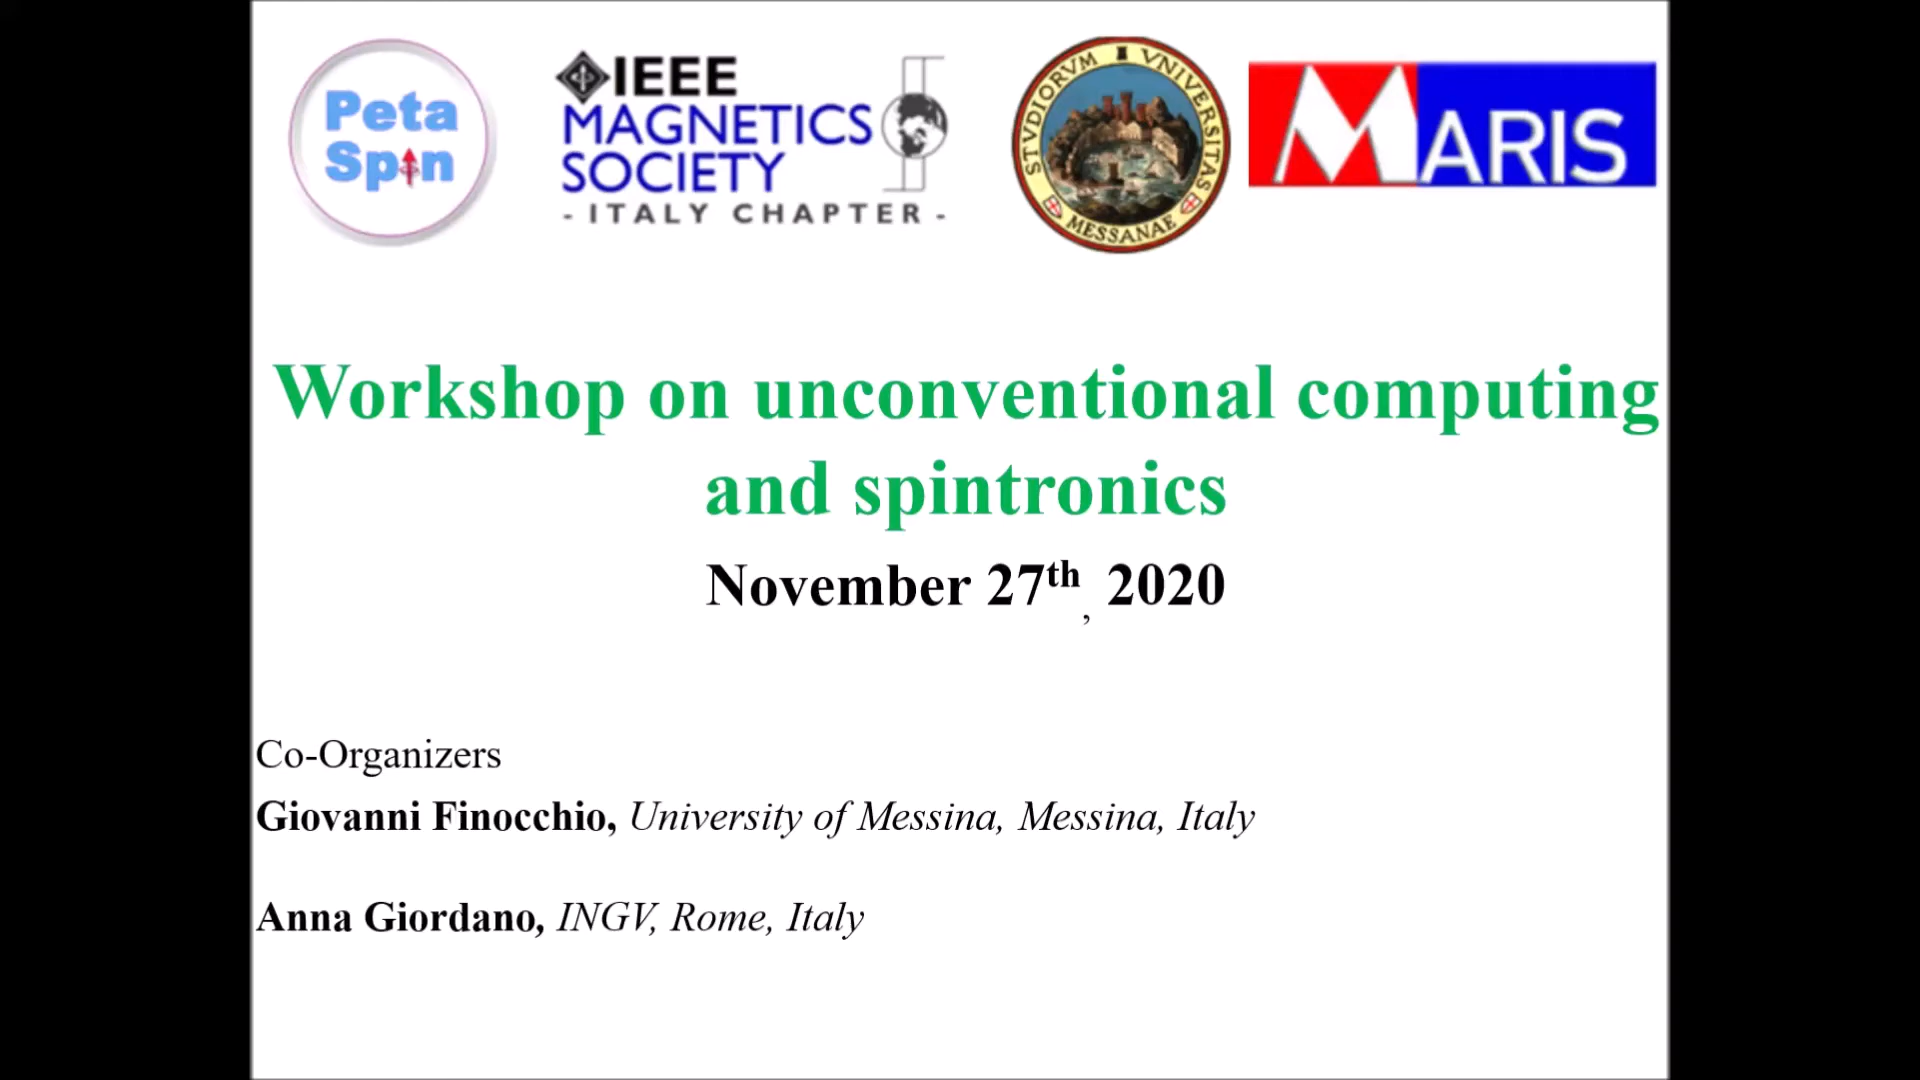 Peta
Spin
IEEE
MAGNETICS
SOCIETY
- ITALY CHAPTER -
STVDIORVM VNIVERSITAS
MESSANAE
MARIS
Workshop on unconventional computing
and spintronics
November 27th, 2020
Co-Organizers
Giovanni Finocchio, University of Messina, Messina, Italy
Anna Giordano, INGV, Rome, Italy